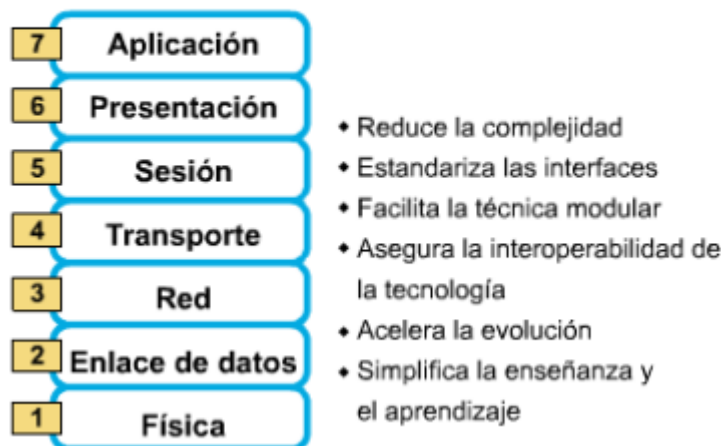 7 Aplicación
6 Presentación
5 Sesión
4 Transporte
3 Red
2 Enlace de datos
1 Física
◆ Reduce la complejidad
◆ Estandariza las interfaces
◆ Facilita la técnica modular
◆ Asegura la interoperabilidad de
la tecnología
◆ Acelera la evolución
◆ Simplifica la enseñanza y
el aprendizaje